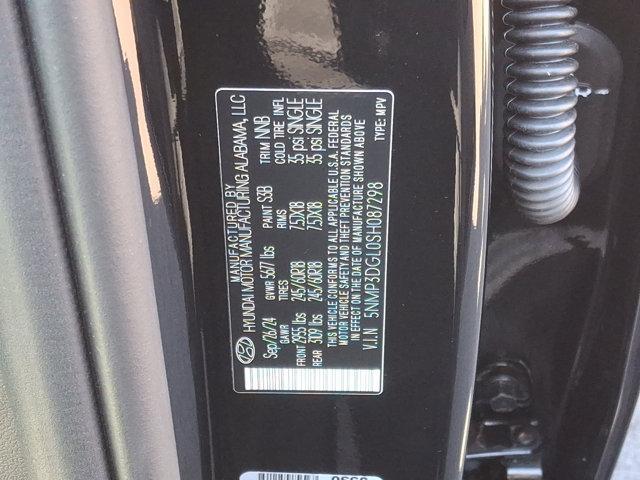 MANUFACTURED BY
HYUNDAI MOTOR MANUFACTURING ALABAMA, LLC
Sep/26/24 GVWR 5677 lbs PAINT S3B TRIM NNB
GAWR TIRES RIMS COLD TIRE INFL
FRONT 2955 lbs 245/60R18 7.5JX18 35 psi SINGLE
REAR 3109 lbs 245/60R18 7.5JX18 35 psi SINGLE
THIS VEHICLE CONFORMS TO ALL APPLICABLE U.S.A. FEDERAL
MOTOR VEHICLE SAFETY AND THEFT PREVENTION STANDARDS
IN EFFECT ON THE DATE OF MANUFACTURE SHOWN ABOVE
V.I.N 5NMP3DGL0SH087298 TYPE: MPV